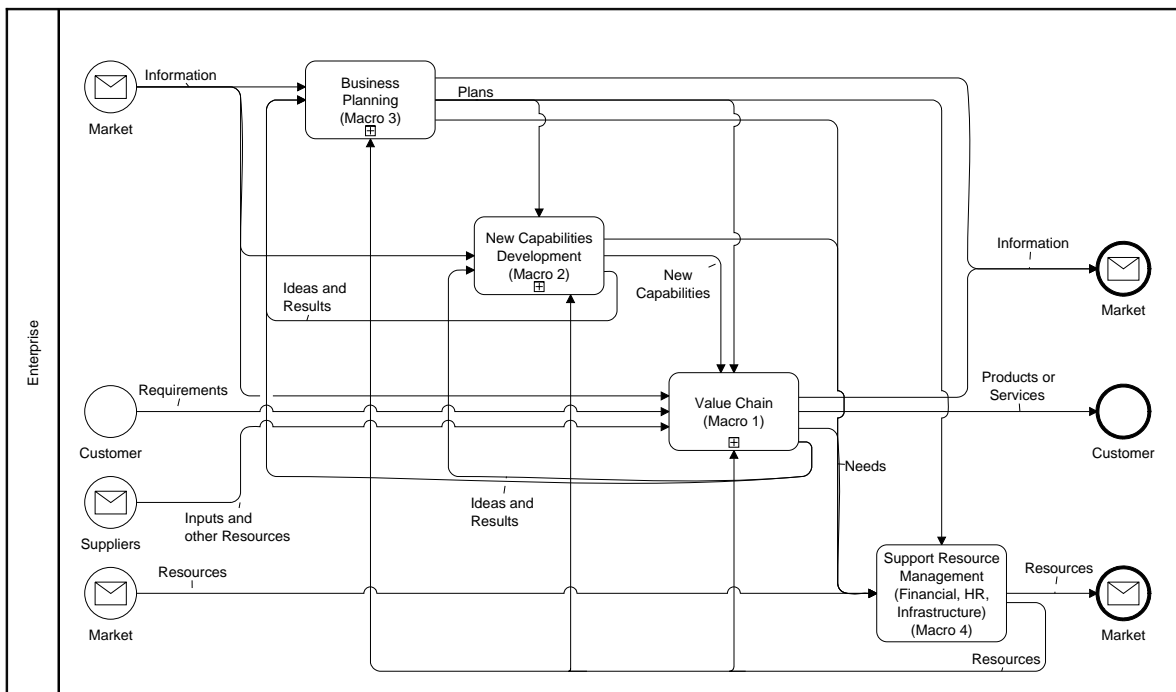 Enterprise
Information
Market
Business
Planning
(Macro 3)
Plans
New Capabilities
Development
(Macro 2)
Information
Market
New
Capabilities
Ideas and
Results
Requirements
Customer
Value Chain
(Macro 1)
Products or
Services
Customer
Needs
Ideas and
Results
Inputs and
other Resources
Suppliers
Resources
Market
Support Resource
Management
(Financial, HR,
Infrastructure)
(Macro 4)
Resources
Market
Resources